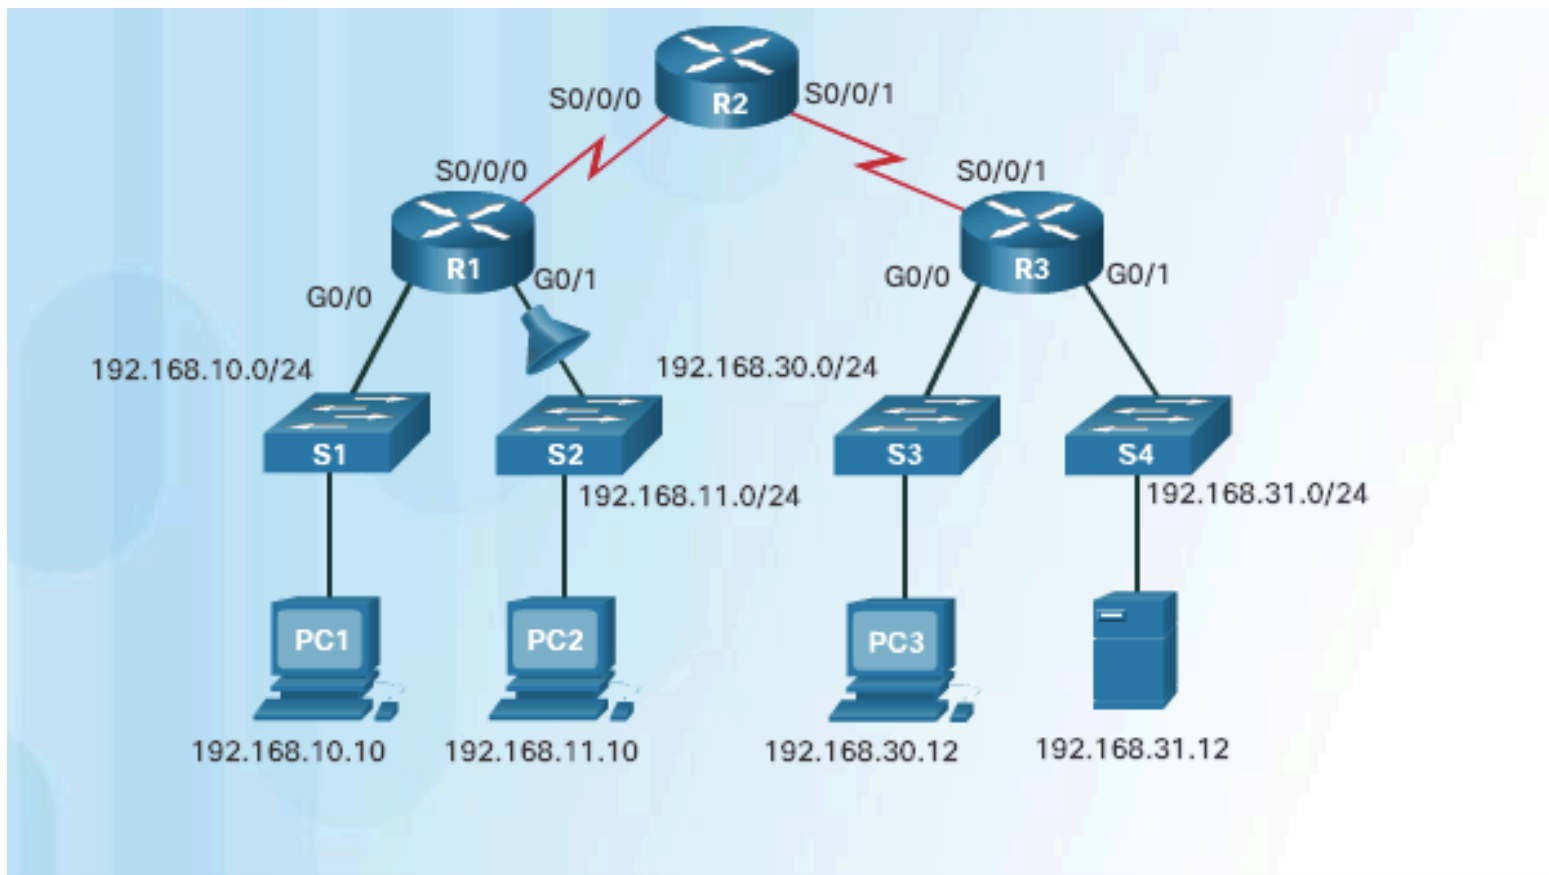 R2
S0/0/0
S0/0/1
S0/0/0
S0/0/1
R1
R3
G0/0
G0/1
G0/0
G0/1
192.168.10.0/24
192.168.30.0/24
S1
S2
S3
S4
192.168.11.0/24
192.168.31.0/24
PC1
PC2
PC3
192.168.10.10
192.168.11.10
192.168.30.12
192.168.31.12